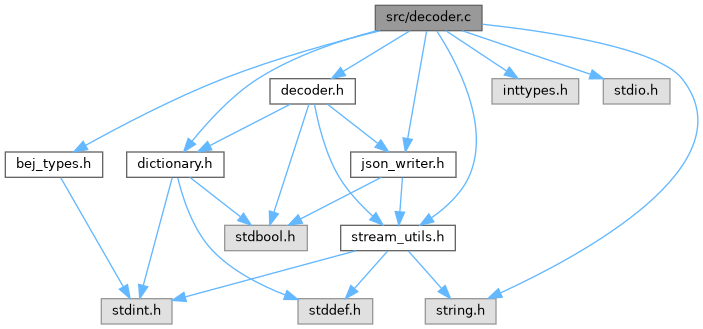 src/decoder.c
decoder.h
inttypes.h
stdio.h
bej_types.h
dictionary.h
json_writer.h
stdbool.h
stream_utils.h
stdint.h
stddef.h
string.h